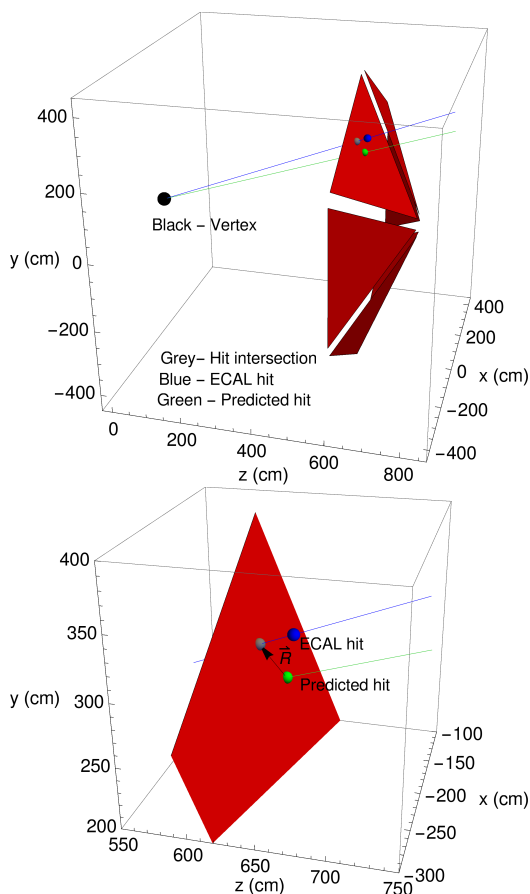 400
200
y (cm)
0
−200
−400
Black − Vertex
Grey− Hit intersection
Blue − ECAL hit
Green − Predicted hit
0
200
400
600
800
z (cm)
400
200
0
x (cm)
−200
−400
400
350
y (cm)
300
250
200
ECAL hit
R
Predicted hit
550
600
650
700
750
z (cm)
−100
−150
−200
x (cm)
−250
−300